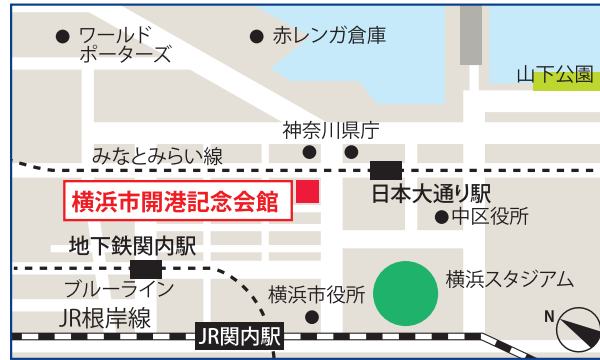 ワールド
ポーターズ
赤レンガ倉庫
山下公園
神奈川県庁
みなとみらい線
横浜市開港記念会館
日本大通り駅
中区役所
地下鉄関内駅
ブルーライン
横浜市役所
横浜スタジアム
JR根岸線
JR関内駅
N